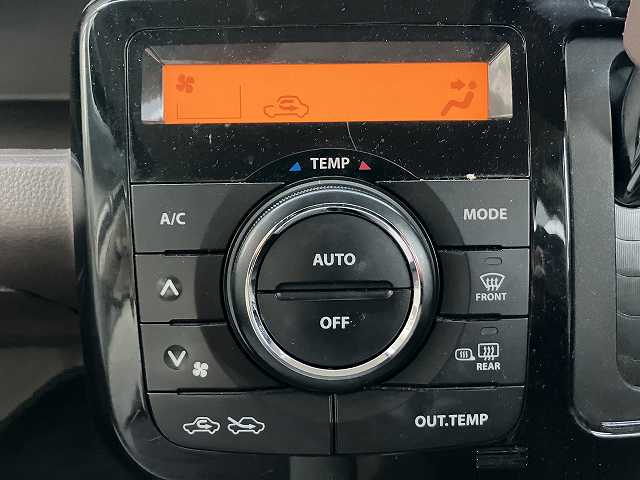 TEMP
A/C
MODE
AUTO
FRONT
OFF
REAR
OUT.TEMP